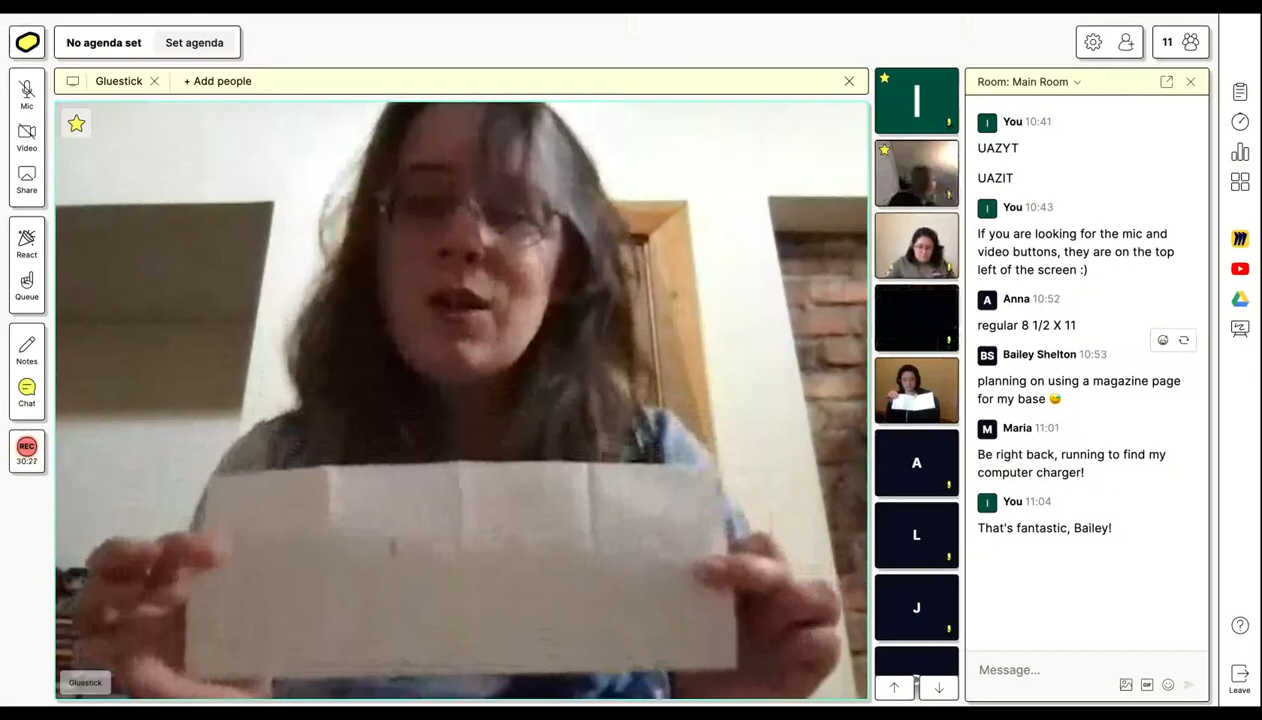 No agenda set
Set agenda
11
Mic
Video
Share
React
Queue
Notes
Chat
REC
30:27
Gluestick
+ Add people
Gluestick
I
A
L
J
Room: Main Room
I You 10:41
UAZYT
UAZIT
I You 10:43
If you are looking for the mic and
video buttons, they are on the top
left of the screen :)
A Anna 10:52
regular 8 1/2 X 11
BS Bailey Shelton 10:53
planning on using a magazine page
for my base 😅
M Maria 11:01
Be right back, running to find my
computer charger!
I You 11:04
That's fantastic, Bailey!
Message...
GIF
Leave